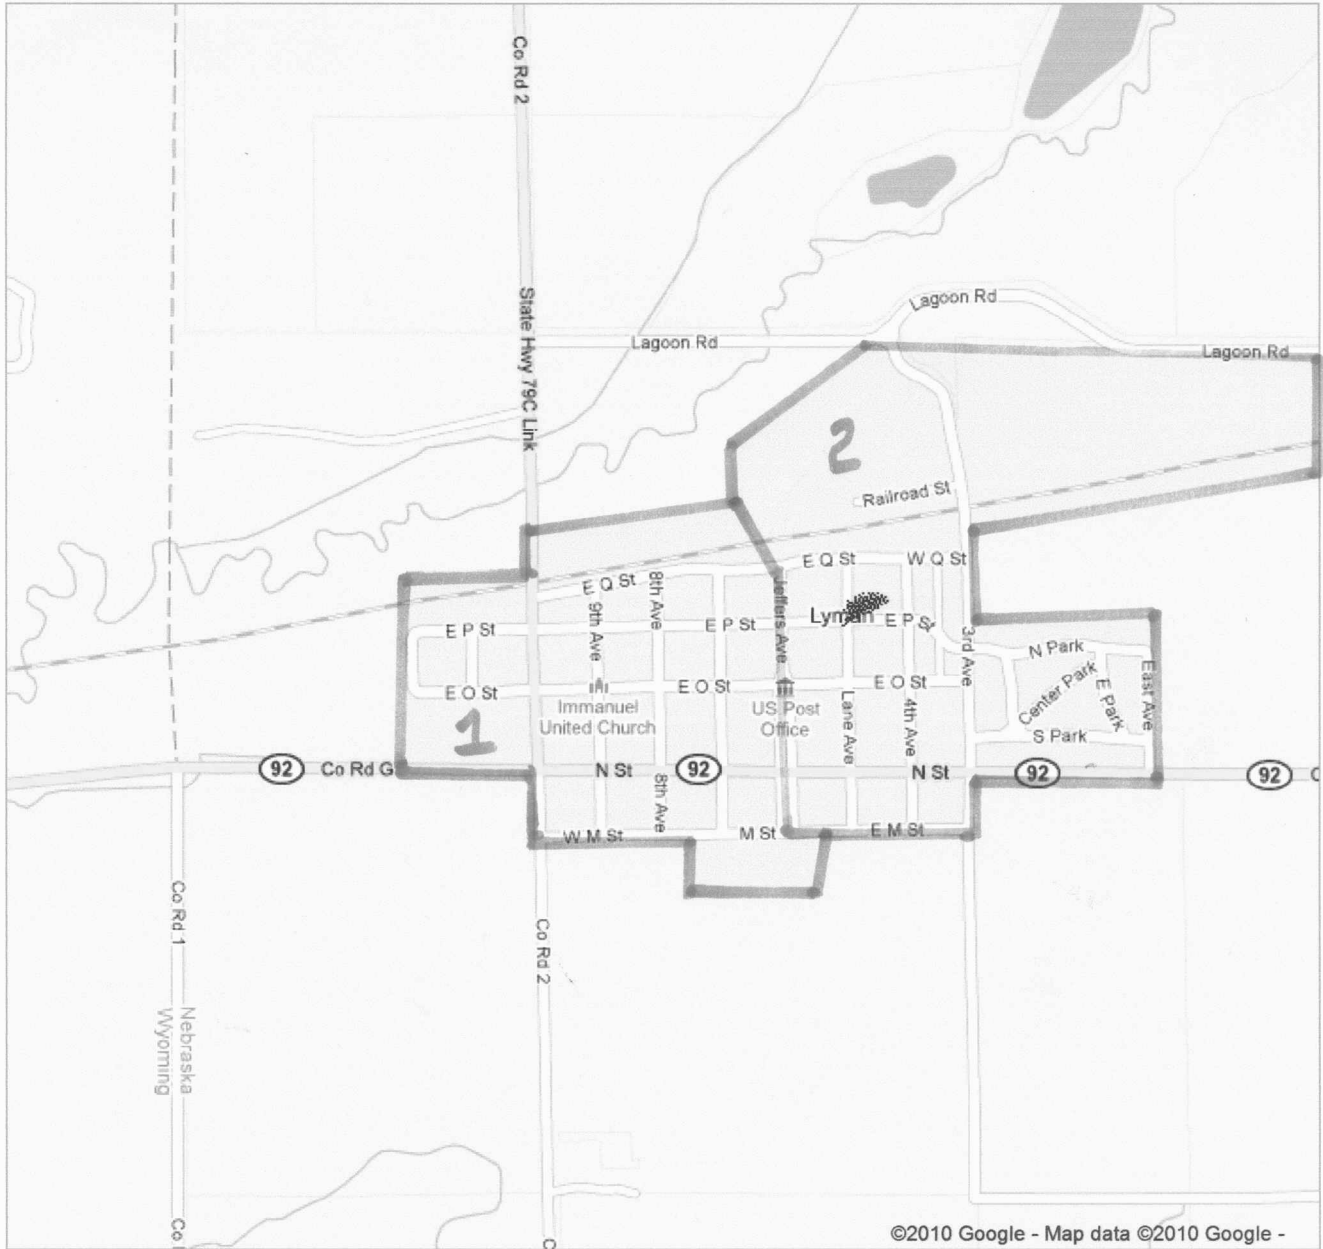 Co Rd 2
Lagoon Rd
State Hwy 79C Link
Lagoon Rd
Lagoon Rd
2
Railroad St
E Q St
W Q St
E Q St
8th Ave
Jeffers Ave
9th Ave
Lyman
E P St
E P St
E P St
3rd Ave
N Park
Center Park
E Park
East Ave
E O St
E O St
E O St
Immanuel
United Church
US Post
Office
Lane Ave
4th Ave
S Park
1
92
Co Rd G
N St
92
N St
92
92
C
8th Ave
W M St
M St
E M St
Co Rd 1
Co Rd 2
Nebraska
Wyoming
Co
C
©2010 Google - Map data ©2010 Google -